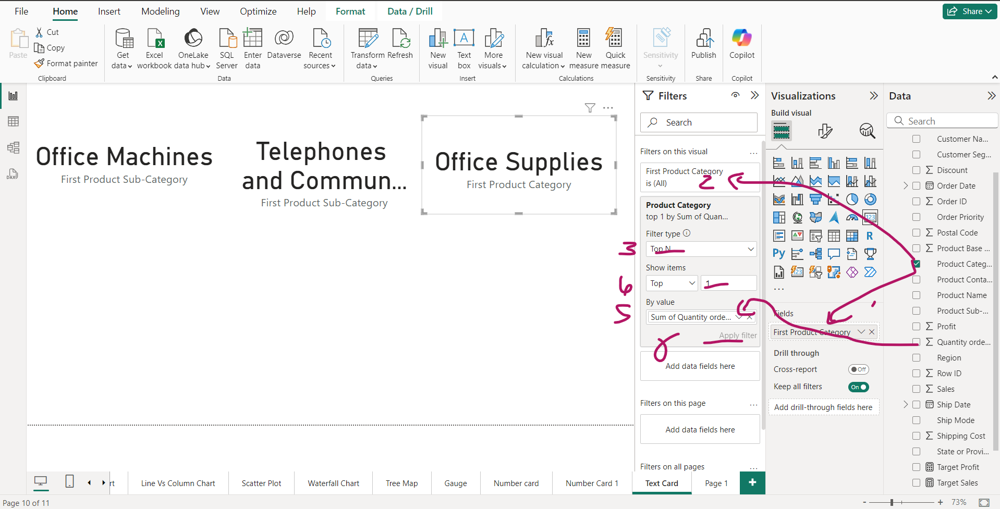 File Home Insert Modeling View Optimize Help Format Data / Drill Share
Paste
Cut
Copy
Format painter
Clipboard
Get data
Excel workbook
OneLake data hub
SQL Server
Enter data
Dataverse
Recent sources
Data
Transform data
Refresh
Queries
New visual
Text box
More visuals
Insert
New visual calculation
New measure
Quick measure
Calculations
Sensitivity
Sensitivity
Publish
Share
Copilot
Copilot
Office Machines
First Product Sub-Category
Telephones
and Commun...
First Product Sub-Category
Office Supplies
First Product Category
Filters
Search
Filters on this visual ...
First Product Category
is (All)
2
Product Category
top 1 by Sum of Quan...
Filter type
3
Top N
Show items
Top 1
By value
5
Sum of Quantity orde...
Apply filter
Add data fields here
Filters on this page ...
Add data fields here
Filters on all pages ...
Visualizations
Build visual
123
R
Py
123
...
Fields
First Product Category
Drill through
Cross-report Off
Keep all filters On
Add drill-through fields here
Data
Search
Customer Na...
Customer Seg...
Discount
Order Date
Order ID
Order Priority
Postal Code
Product Base ...
Product Categ...
Product Conta...
Product Name
Product Sub-...
Profit
Quantity orde...
Region
Row ID
Sales
Ship Date
Ship Mode
Shipping Cost
State or Provi...
Target Profit
Target Sales
DAX
rt Line Vs Column Chart Scatter Plot Waterfall Chart Tree Map Gauge Number card Number Card 1 Text Card Page 1 +
Page 10 of 11
- + 73%